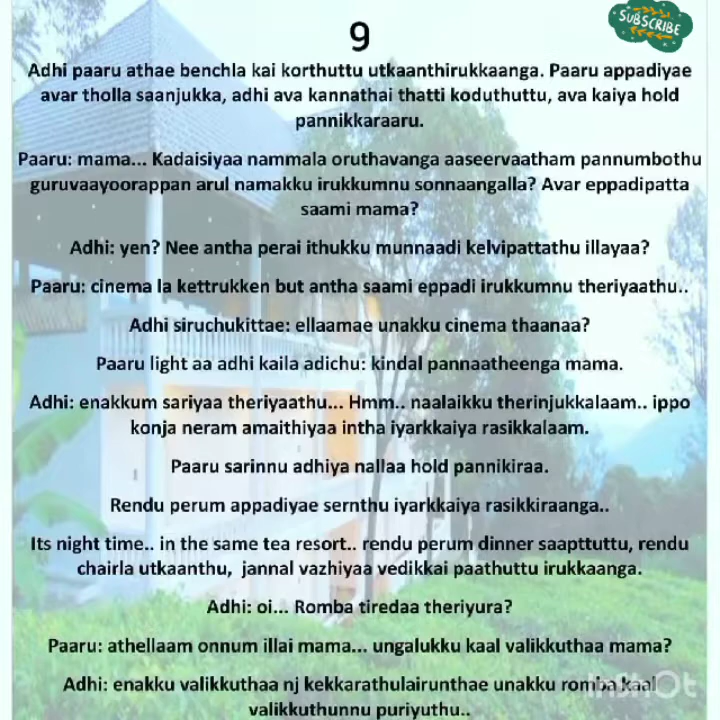 SUBSCRIBE
9
Adhi paaru athae benchla kai korthuttu utkaanthirukkaanga. Paaru appadiyae
avar tholla saanjukka, adhi ava kannathai thatti koduthuttu, ava kaiya hold
pannikkaraaru.
Paaru: mama... Kadaisiyaa nammala oruthavanga aaseervaatham pannumbothu
guruvaayoorappan arul namakku irukkumnu sonnaangalla? Avar eppadipatta
saami mama?
Adhi: yen? Nee antha perai ithukku munnaadi kelvipattathu illayaa?
Paaru: cinema la kettrukken but antha saami eppadi irukkumnu theriyaathu..
Adhi siruchukittae: ellaamae unakku cinema thaanaa?
Paaru light aa adhi kaila adichu: kindal pannaatheenga mama.
Adhi: enakkum sariyaa theriyaathu... Hmm.. naalaikku therinjukkalaam.. ippo
konja neram amaithiyaa intha iyarkkaiya rasikkalaam.
Paaru sarinnu adhiya nallaa hold pannikiraa.
Rendu perum appadiyae sernthu iyarkkaiya rasikkiraanga..
Its night time.. in the same tea resort.. rendu perum dinner saapttuttu, rendu
chairla utkaanthu, jannal vazhiyaa vedikkai paathuttu irukkaanga.
Adhi: oi... Romba tiredaa theriyura?
Paaru: athellaam onnum illai mama... ungalukku kaal valikkuthaa mama?
Adhi: enakku valikkuthaa nj kekkarathulairunthae unakku romba kaal
valikkuthunnu puriyuthu..